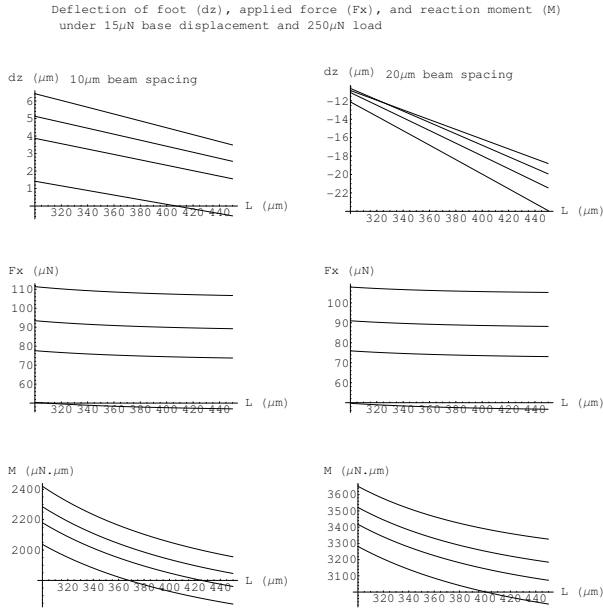 Deflection of foot (dz), applied force (Fx), and reaction moment (M)
under 15μN base displacement and 250μN load
dz (μm) 10μm beam spacing
6
5
4
3
2
1
320 340 360 380 400 420 440 L (μm)
dz (μm) 20μm beam spacing
-12
-14
-16
-18
-20
-22
320 340 360 380 400 420 440 L (μm)
Fx (μN)
110
100
90
80
70
60
320 340 360 380 400 420 440 L (μm)
Fx (μN)
100
90
80
70
60
320 340 360 380 400 420 440 L (μm)
M (μN.μm)
2400
2200
2000
320 340 360 380 400 420 440 L (μm)
M (μN.μm)
3600
3500
3400
3300
3200
3100
320 340 360 380 400 420 440 L (μm)